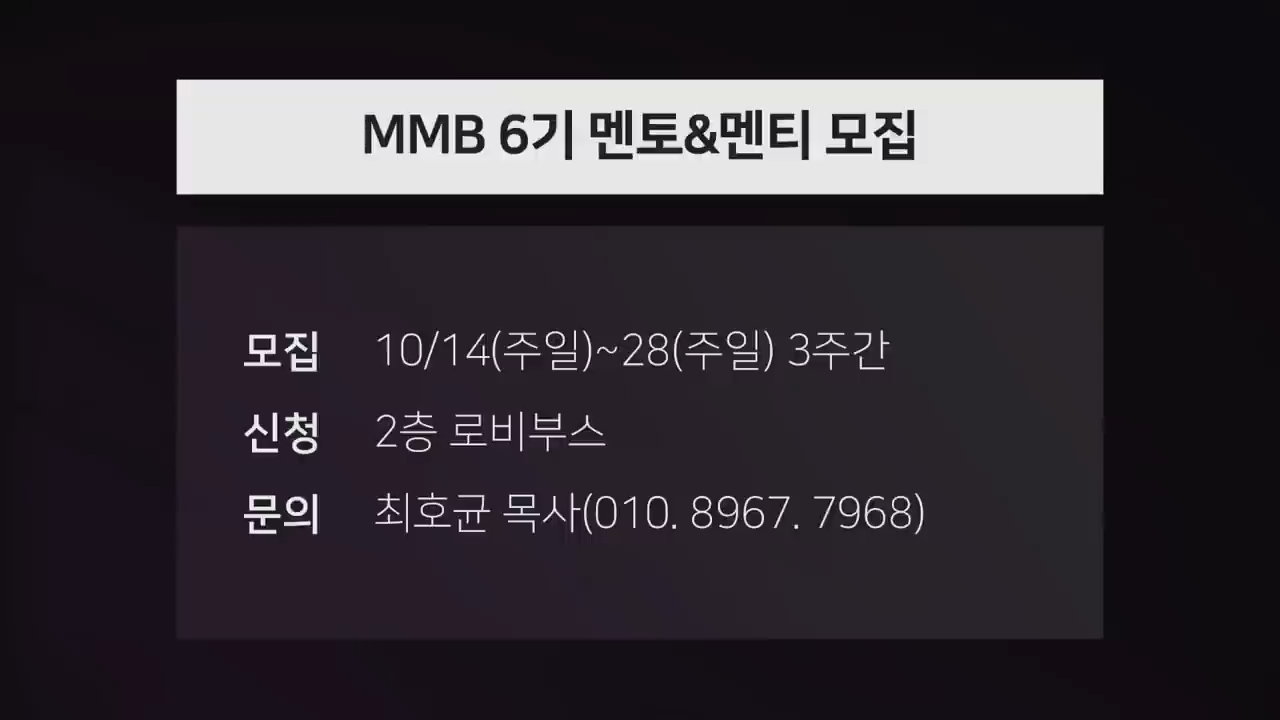 MMB 6기 멘토&멘티 모집
모집 10/14(주일)~28(주일) 3주간
신청 2층 로비부스
문의 최호균 목사(010. 8967. 7968)